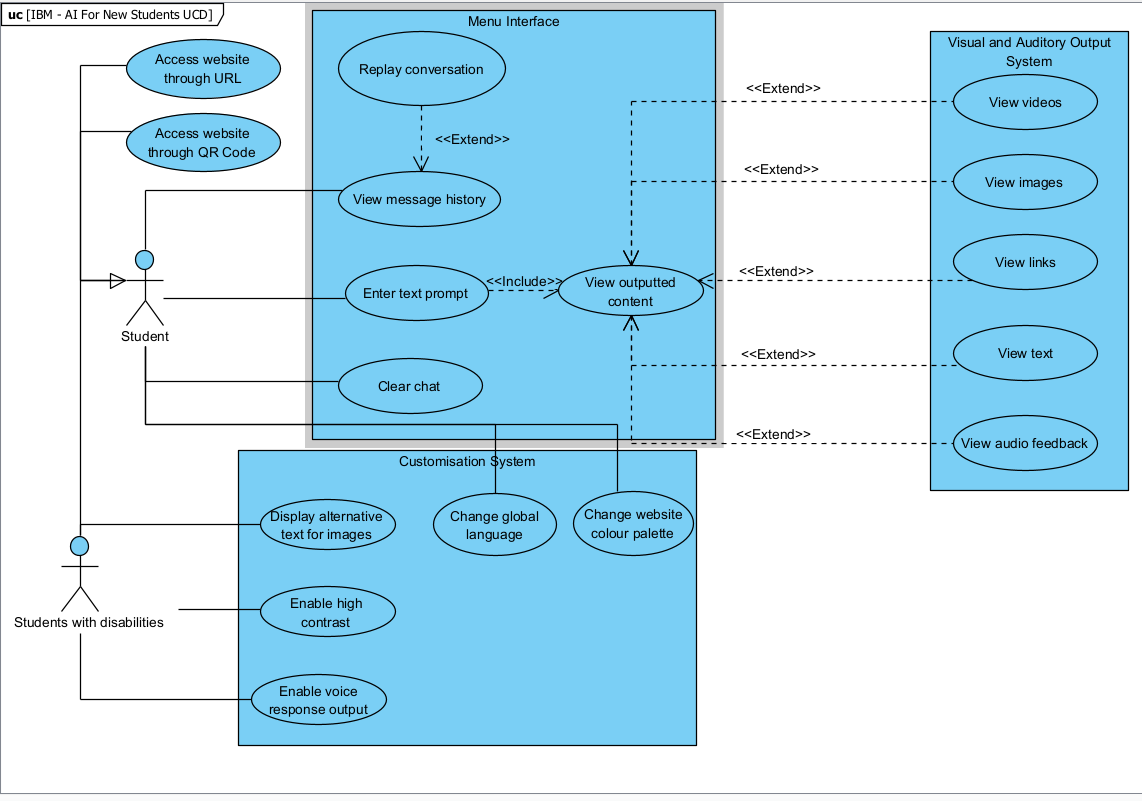 uc [IBM - AI For New Students UCD]
Access website
through URL
Access website
through QR Code
Student
Students with disabilities
Menu Interface
Replay conversation
<<Extend>>
View message history
Enter text prompt
<<Include>>
View outputted
content
Clear chat
Customisation System
Display alternative
text for images
Change global
language
Change website
colour palette
Enable high
contrast
Enable voice
response output
<<Extend>>
<<Extend>>
<<Extend>>
<<Extend>>
<<Extend>>
Visual and Auditory Output
System
View videos
View images
View links
View text
View audio feedback